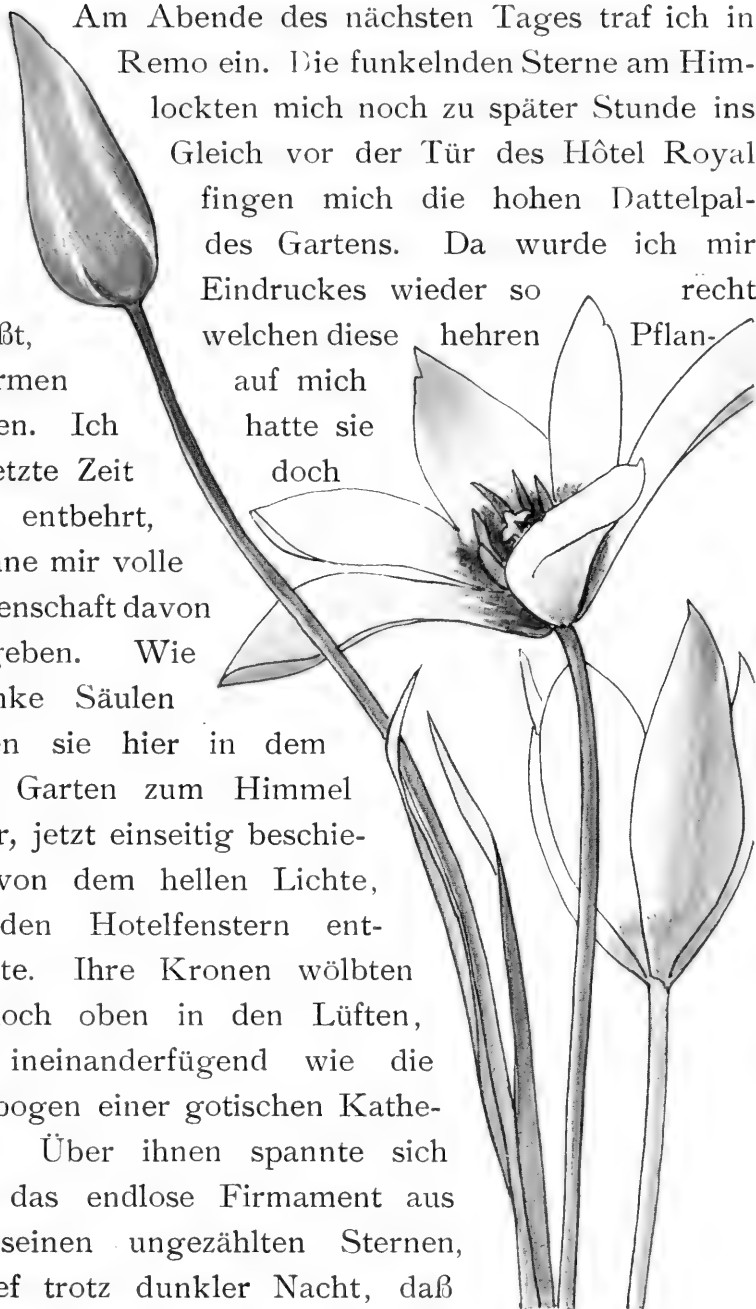 Am Abende des nächsten Tages traf ich in
Remo ein. Die funkelnden Sterne am Him-
lockten mich noch zu später Stunde ins
Gleich vor der Tür des Hôtel Royal
fingen mich die hohen Dattelpal-
des Gartens. Da wurde ich mir
Eindruckes wieder so recht
ßt, welchen diese hehren Pflan-
rmen auf mich
en. Ich hatte sie
etzte Zeit doch
entbehrt,
ne mir volle
enschaft davon
geben. Wie
nke Säulen
en sie hier in dem
Garten zum Himmel
r, jetzt einseitig beschie-
von dem hellen Lichte,
den Hotelfenstern ent-
te. Ihre Kronen wölbten
och oben in den Lüften,
ineinanderfügend wie die
bogen einer gotischen Kathe-
Über ihnen spannte sich
das endlose Firmament aus
seinen ungezählten Sternen,
ef trotz dunkler Nacht, daß